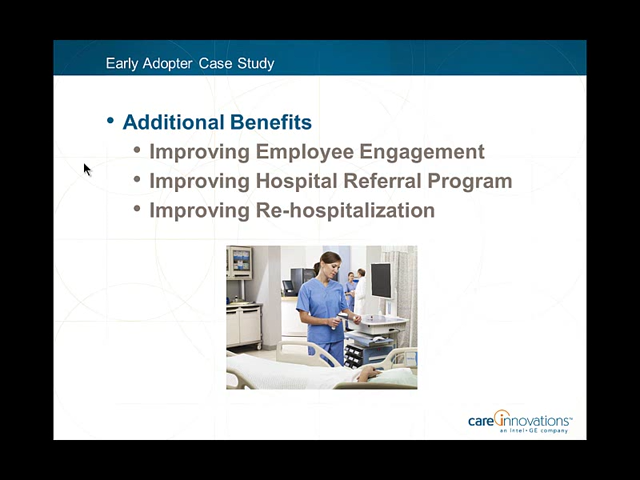 Early Adopter Case Study
• Additional Benefits
• Improving Employee Engagement
• Improving Hospital Referral Program
• Improving Re-hospitalization
care innovations™
an Intel • GE company